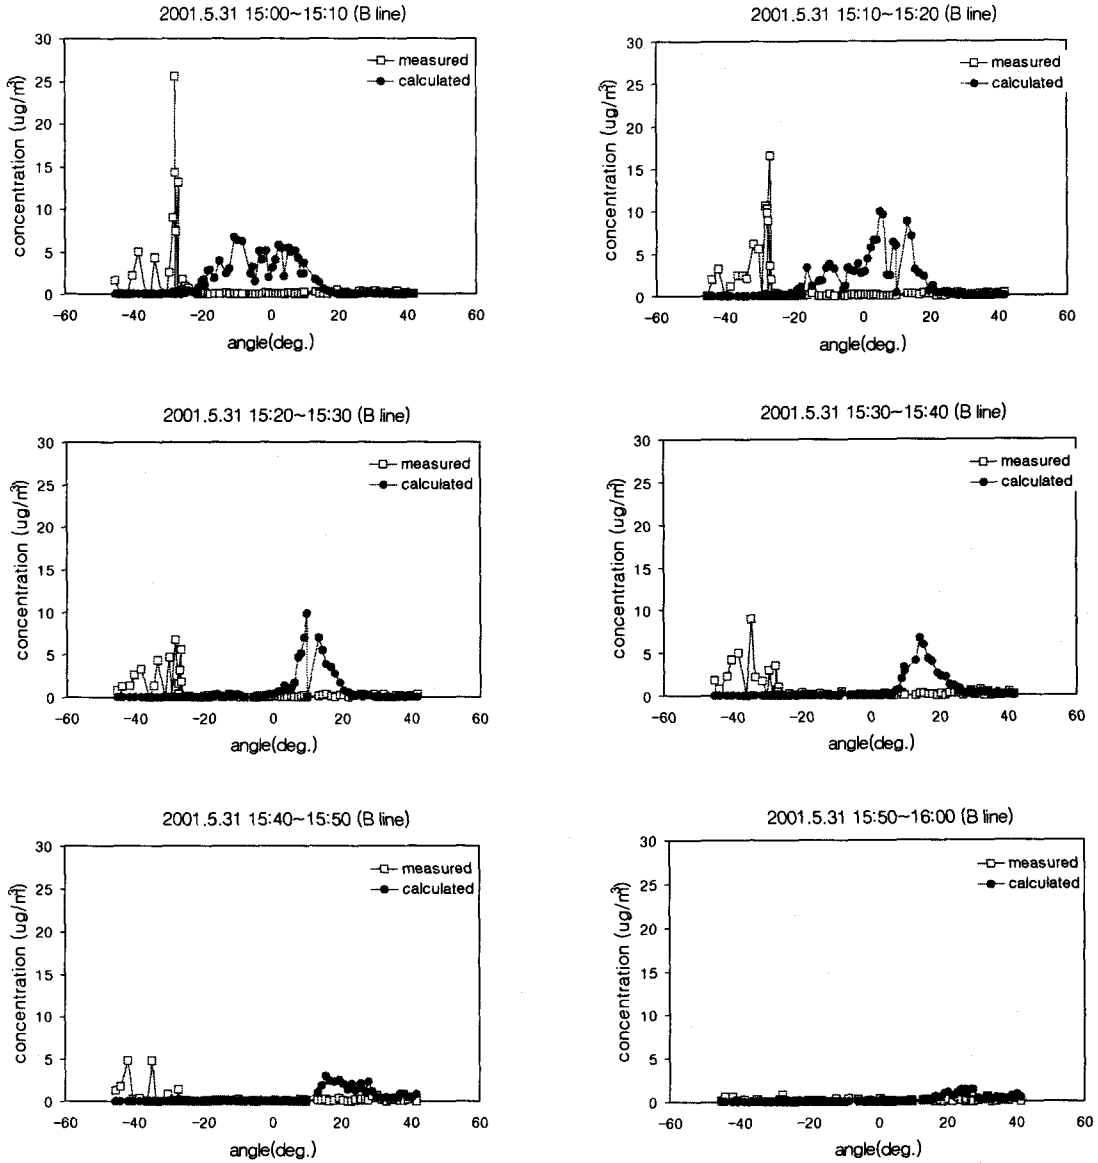 2001.5.31 15:00~15:10 (B line)
30
25
20
15
10
5
0
concentration (ug/m³)
measured
calculated
-60 -40 -20 0 20 40 60
angle(deg.)
2001.5.31 15:10~15:20 (B line)
30
25
20
15
10
5
0
concentration (ug/m³)
measured
calculated
-60 -40 -20 0 20 40 60
angle(deg.)
2001.5.31 15:20~15:30 (B line)
30
25
20
15
10
5
0
concentration (ug/m³)
measured
calculated
-60 -40 -20 0 20 40 60
angle(deg.)
2001.5.31 15:30~15:40 (B line)
30
25
20
15
10
5
0
concentration (ug/m³)
measured
calculated
-60 -40 -20 0 20 40 60
angle(deg.)
2001.5.31 15:40~15:50 (B line)
30
25
20
15
10
5
0
concentration (ug/m³)
measured
calculated
-60 -40 -20 0 20 40 60
angle(deg.)
2001.5.31 15:50~16:00 (B line)
30
25
20
15
10
5
0
concentration (ug/m³)
measured
calculated
-60 -40 -20 0 20 40 60
angle(deg.)